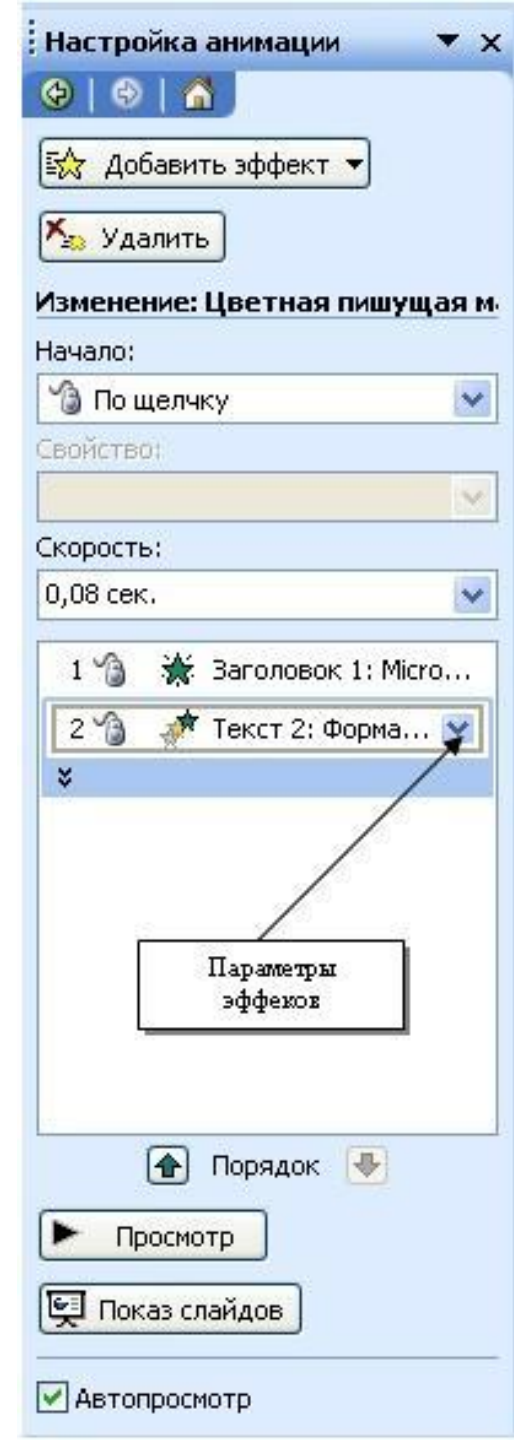 Настройка анимации
Добавить эффект
Удалить
Изменение: Цветная пишущая м
Начало:
По щелчку
Свойство:
Скорость:
0,08 сек.
1 Заголовок 1: Micro...
2 Текст 2: Форма...
Параметры
эффеков
Порядок
Просмотр
Показ слайдов
Автопросмотр